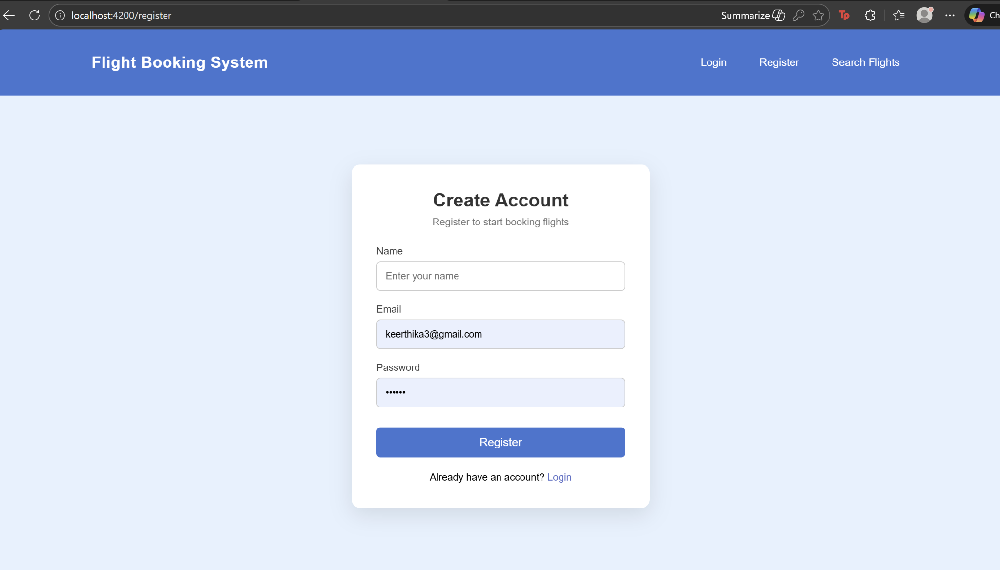 localhost:4200/register
Summarize
Tp
Ch
Flight Booking System
Login
Register
Search Flights
Create Account
Register to start booking flights
Name
Enter your name
Email
keerthika3@gmail.com
Password
••••••
Register
Already have an account? Login